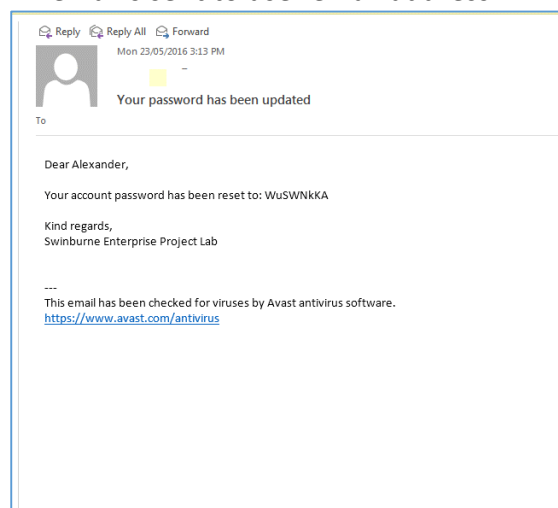 Reply Reply All Forward
Mon 23/05/2016 3:13 PM
Your password has been updated
To
Dear Alexander,
Your account password has been reset to: WuSWNkKA
Kind regards,
Swinburne Enterprise Project Lab
---
This email has been checked for viruses by Avast antivirus software.
https://www.avast.com/antivirus